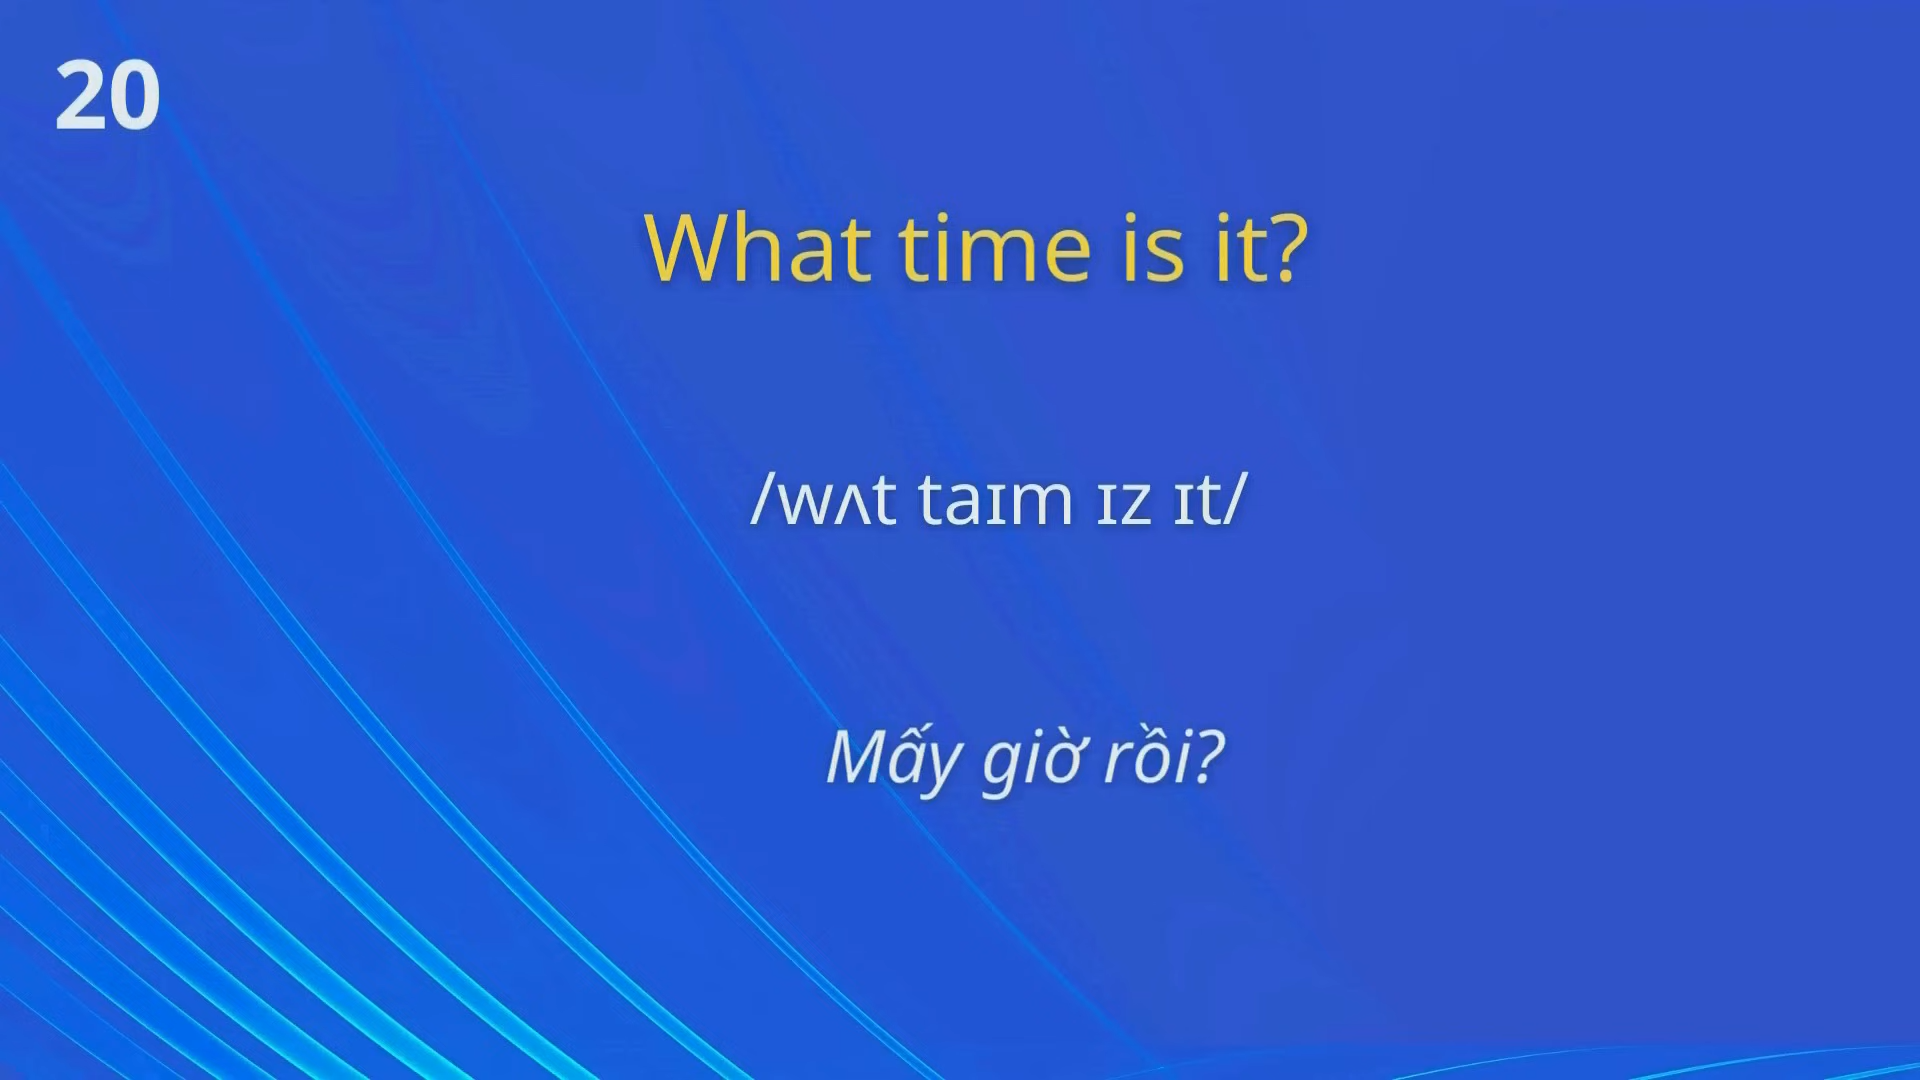 20
What time is it?
/wʌt taɪm ɪz ɪt/
Mấy giờ rồi?